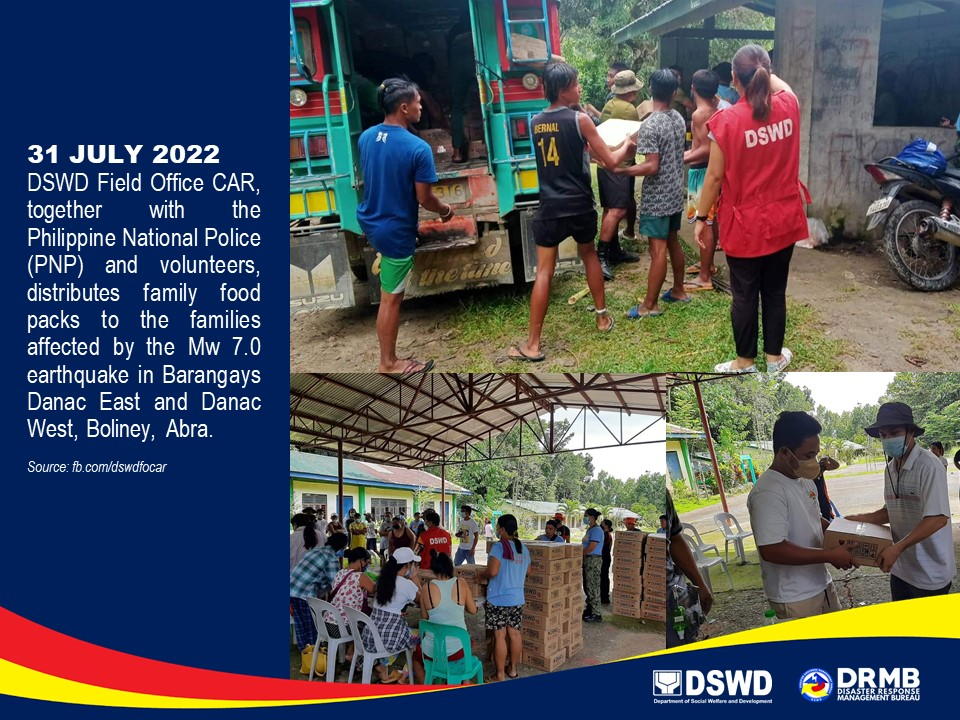 31 JULY 2022
DSWD Field Office CAR,
together with the
Philippine National Police
(PNP) and volunteers,
distributes family food
packs to the families
affected by the Mw 7.0
earthquake in Barangays
Danac East and Danac
West, Boliney, Abra.
Source: fb.com/dswdfocar
BERNAL
14
DSWD
SUZU
DSWD
DSWD
Department of Social Welfare and Development
DRMB
DISASTER RESPONSE
MANAGEMENT BUREAU